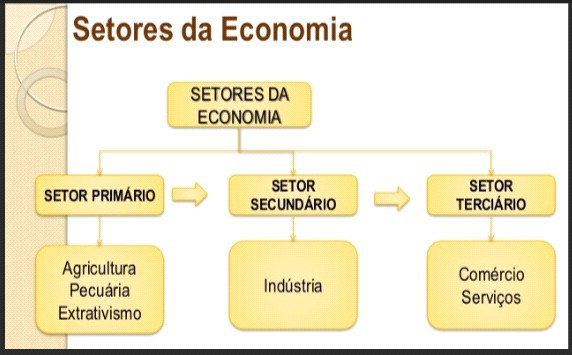 Setores da Economia
SETORES DA
ECONOMIA
SETOR PRIMÁRIO
SETOR
SECUNDÁRIO
SETOR
TERCIÁRIO
Agricultura
Pecuária
Extrativismo
Indústria
Comércio
Serviços